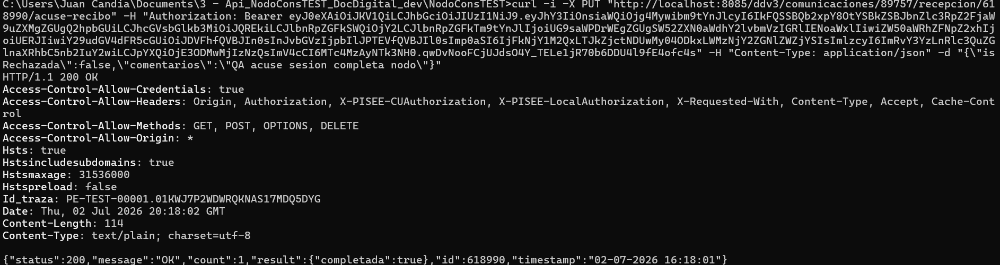 C:\Users\Juan Candia\Documents\3 - Api_NodoConsTEST_DocDigital_dev\NodoConsTEST>curl -i -X PUT "http://localhost:8085/ddv3/comunicaciones/89757/recepcion/61
8990/acuse-recibo" -H "Authorization: Bearer eyJ0eXAiOiJKV1QiLCJhbGciOiJIUzI1NiJ9.eyJhY3IiOnsiaWQiOjg4Mywibm9tYnJlcyI6IkFQSSBQb2xpY8OtYSBkZSBJbnZlc3RpZ2FjaW
9uZXMgZGUgQ2hpbGUiLCJhcGVsbGlkb3MiOiJQREkiLCJlbnRpZGFkSWQiOjY2LCJlbnRpZGFkTm9tYnJlIjoiUG9saWPDrWEgZGUgSW52ZXN0aWdhY2lvbmVzIGRlIENoaWxlIiwiZW50aWRhZFNpZ2xhIj
oiUERJIiwiY29udGV4dFR5cGUiOiJDVFhfQVBJIn0sInJvbGVzIjpbIlJPTEVfQVBJIl0sImp0aSI6IjFkNjY1M2QxLTJkZjctNDUwMy04ODkxLWMzNjY2ZGNlZWZjYSIsImlzcyI6ImRvY3YzLnRlc3QuZG
lnaXRhbC5nb2IuY2wiLCJpYXQiOjE3ODMwMjIzNzQsImV4cCI6MTc4MzAyNTk3NH0.qwDvNooFCjUJdsO4Y_TELe1jR70b6DDU4l9fE4ofc4s" -H "Content-Type: application/json" -d "{\"is
Rechazada\":false,\"comentarios\":\"QA acuse sesion completa nodo\"}"
HTTP/1.1 200 OK
Access-Control-Allow-Credentials: true
Access-Control-Allow-Headers: Origin, Authorization, X-PISEE-CUAuthorization, X-PISEE-LocalAuthorization, X-Requested-With, Content-Type, Accept, Cache-Cont
rol
Access-Control-Allow-Methods: GET, POST, OPTIONS, DELETE
Access-Control-Allow-Origin: *
Hsts: true
Hstsincludesubdomains: true
Hstsmaxage: 31536000
Hstspreload: false
Id_traza: PE-TEST-00001.01KWJ7P2WDWRQKNAS17MDQ5DYG
Date: Thu, 02 Jul 2026 20:18:02 GMT
Content-Length: 114
Content-Type: text/plain; charset=utf-8
{"status":200,"message":"OK","count":1,"result":{"completada":true},"id":618990,"timestamp":"02-07-2026 16:18:01"}